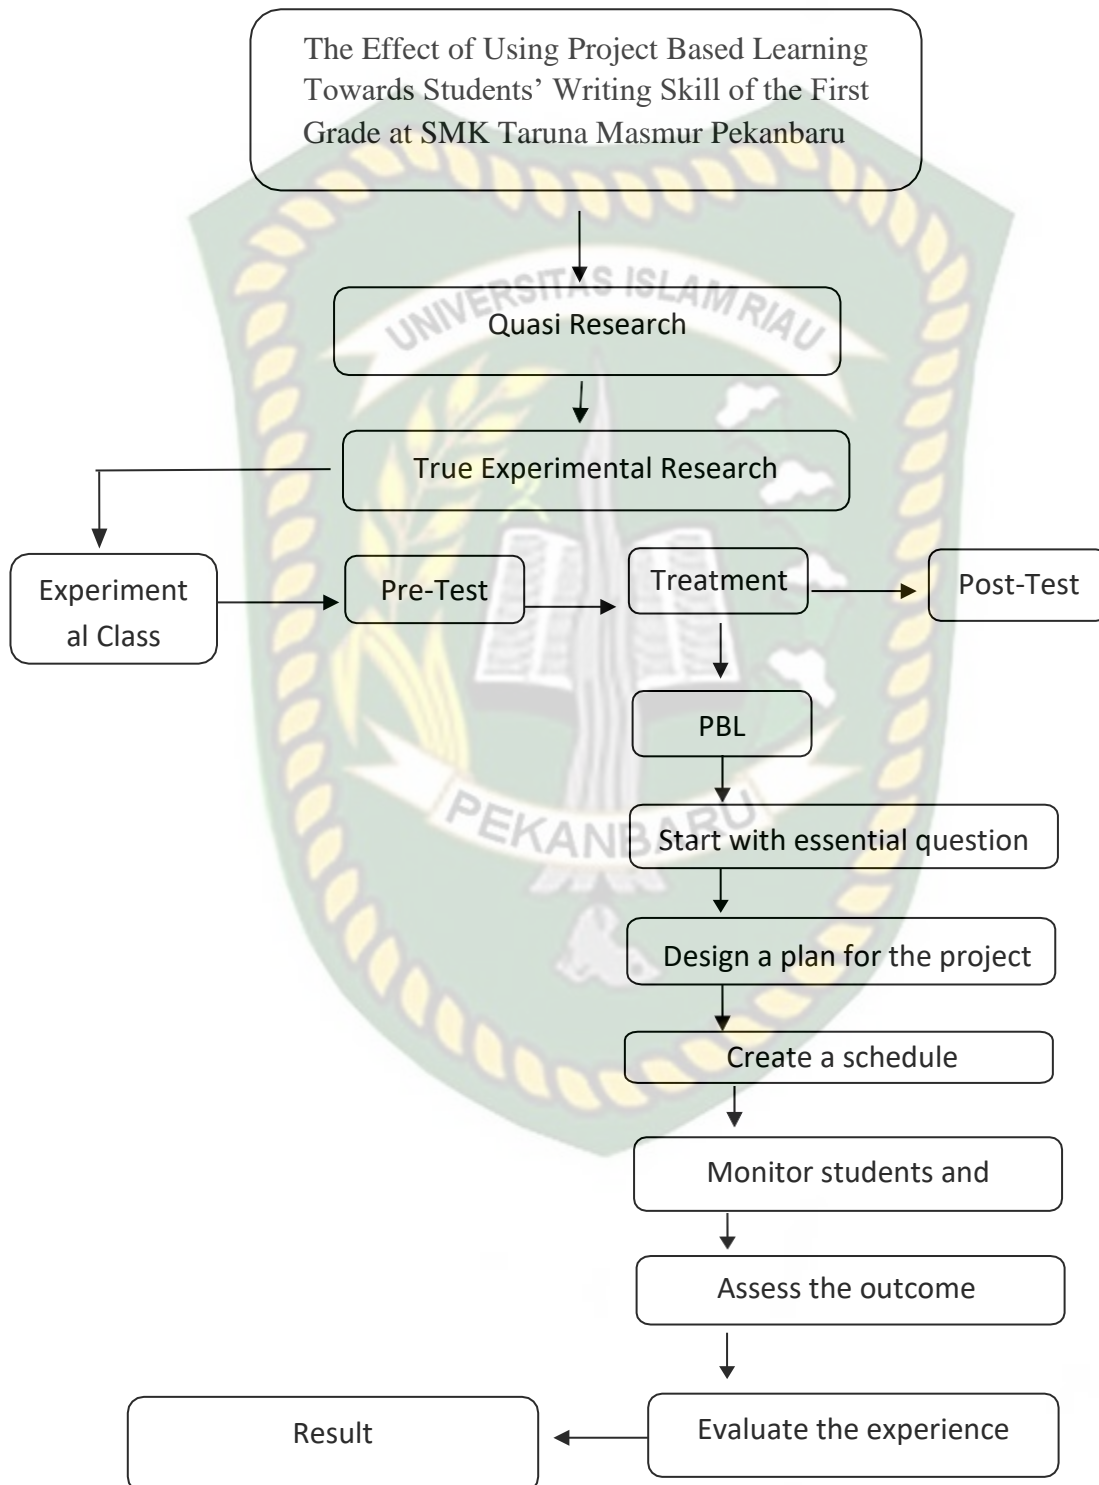 The Effect of Using Project Based Learning
Towards Students’ Writing Skill of the First
Grade at SMK Taruna Masmur Pekanbaru
UNIVERSITAS ISLAM RIAU
Quasi Research
True Experimental Research
Experiment
al Class
Pre-Test
Treatment
Post-Test
PBL
PEKANBARU
Start with essential question
Design a plan for the project
Create a schedule
Monitor students and
Assess the outcome
Evaluate the experience
Result